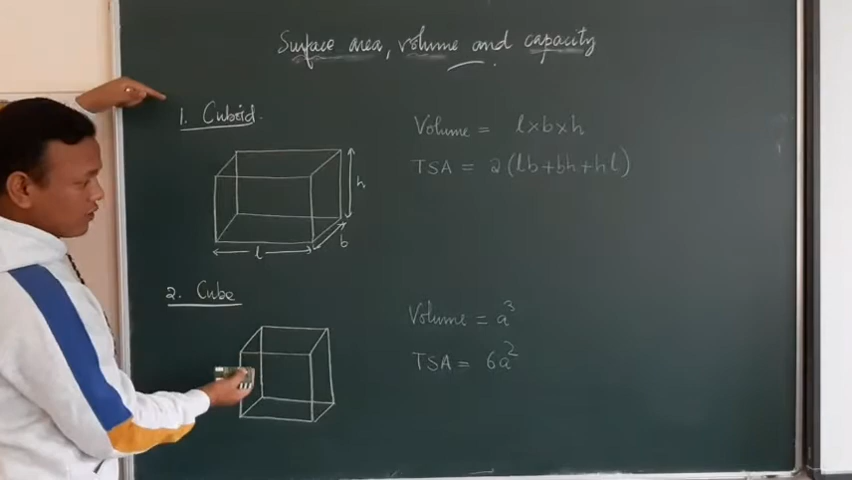 Surface area, volume and capacity.
1. Cuboid.
Volume = l×b×h
TSA = 2(lb+bh+hl)
h
b
l
2. Cube
Volume = a³
TSA = 6a²